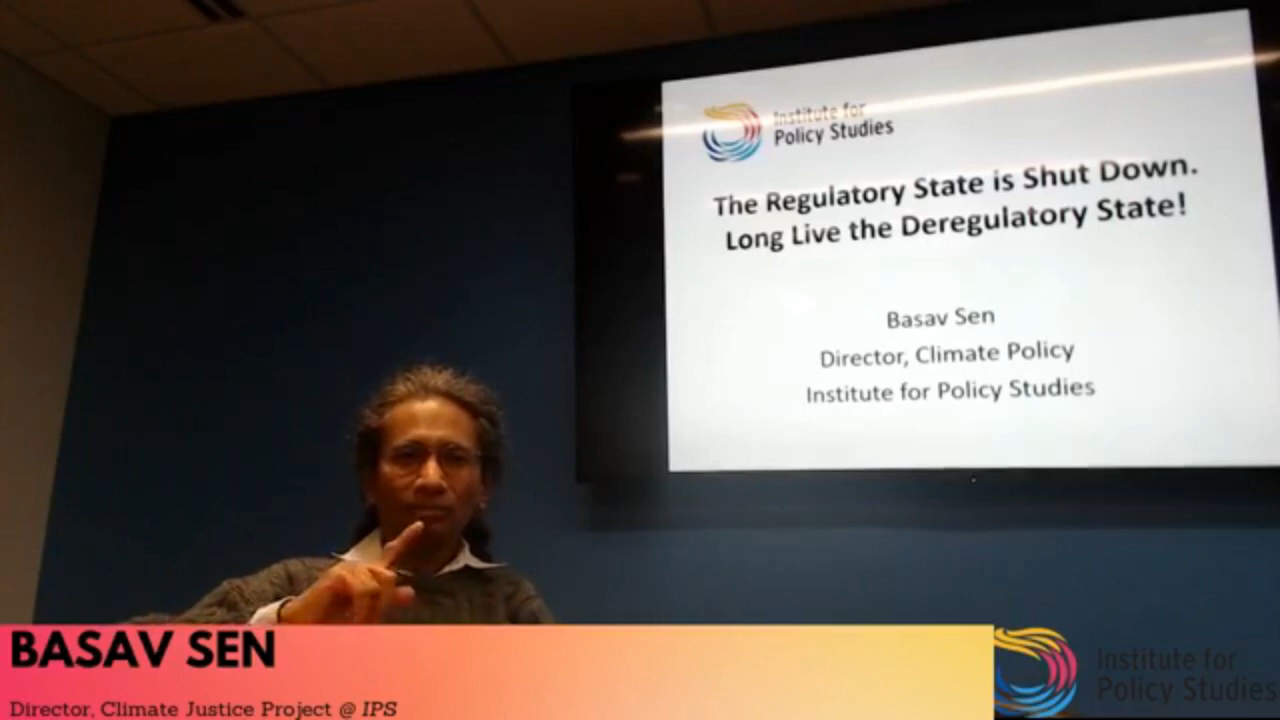 Institute for
Policy Studies
The Regulatory State is Shut Down.
Long Live the Deregulatory State!
Basav Sen
Director, Climate Policy
Institute for Policy Studies
BASAV SEN
Director, Climate Justice Project @ IPS
Institute for
Policy Studies